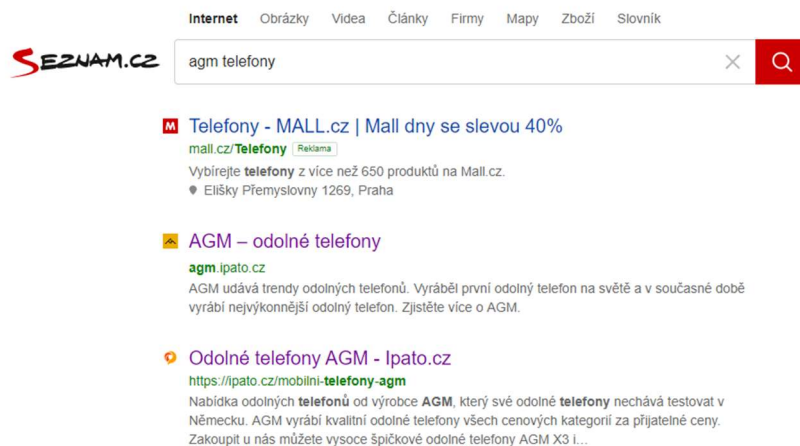 Internet Obrázky Videa Články Firmy Mapy Zboží Slovník
SEZNAM.CZ agm telefony
Telefony - MALL.cz | Mall dny se slevou 40%
mall.cz/Telefony Reklama
Vybírejte telefony z více než 650 produktů na Mall.cz.
Elišky Přemyslovny 1269, Praha
AGM – odolné telefony
agm.ipato.cz
AGM udává trendy odolných telefonů. Vyráběl první odolný telefon na světě a v současné době
vyrábí nejvýkonnější odolný telefon. Zjistěte více o AGM.
Odolné telefony AGM - Ipato.cz
https://ipato.cz/mobilni-telefony-agm
Nabídka odolných telefonů od výrobce AGM, který své odolné telefony nechává testovat v
Německu. AGM vyrábí kvalitní odolné telefony všech cenových kategorií za přijatelné ceny.
Zakoupit u nás můžete vysoce špičkové odolné telefony AGM X3 i...